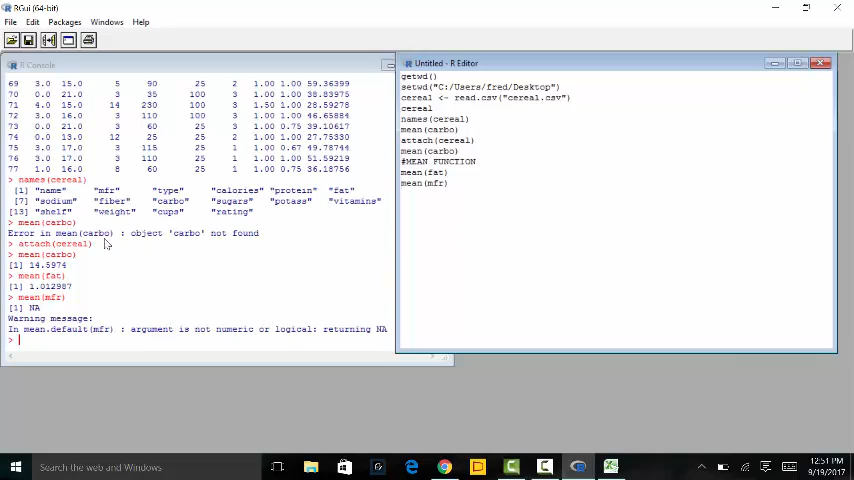 RGui (64-bit)
File Edit Packages Windows Help
R Console
69 3.0 15.0 5 90 25 2 1.00 1.00 59.36399
70 0.0 21.0 3 35 100 3 1.00 1.00 38.83975
71 4.0 15.0 14 230 100 3 1.50 1.00 28.59278
72 3.0 16.0 3 110 100 3 1.00 1.00 46.65884
73 0.0 21.0 3 60 25 3 1.00 0.75 39.10617
74 0.0 13.0 12 25 25 2 1.00 1.00 27.75330
75 3.0 17.0 3 115 25 1 1.00 0.67 49.78744
76 3.0 17.0 3 110 25 1 1.00 1.00 51.59219
77 1.0 16.0 8 60 25 1 1.00 0.75 36.18756
> names(cereal)
[1] "name" "mfr" "type" "calories" "protein" "fat"
[7] "sodium" "fiber" "carbo" "sugars" "potass" "vitamins"
[13] "shelf" "weight" "cups" "rating"
> mean(carbo)
Error in mean(carbo) : object 'carbo' not found
> attach(cereal)
> mean(carbo)
[1] 14.5974
> mean(fat)
[1] 1.012987
> mean(mfr)
[1] NA
Warning message:
In mean.default(mfr) : argument is not numeric or logical: returning NA
>
Untitled - R Editor
getwd()
setwd("C:/Users/fred/Desktop")
cereal <- read.csv("cereal.csv")
cereal
names(cereal)
mean(carbo)
attach(cereal)
mean(carbo)
#MEAN FUNCTION
mean(fat)
mean(mfr)
Search the web and Windows
12:51 PM
9/19/2017